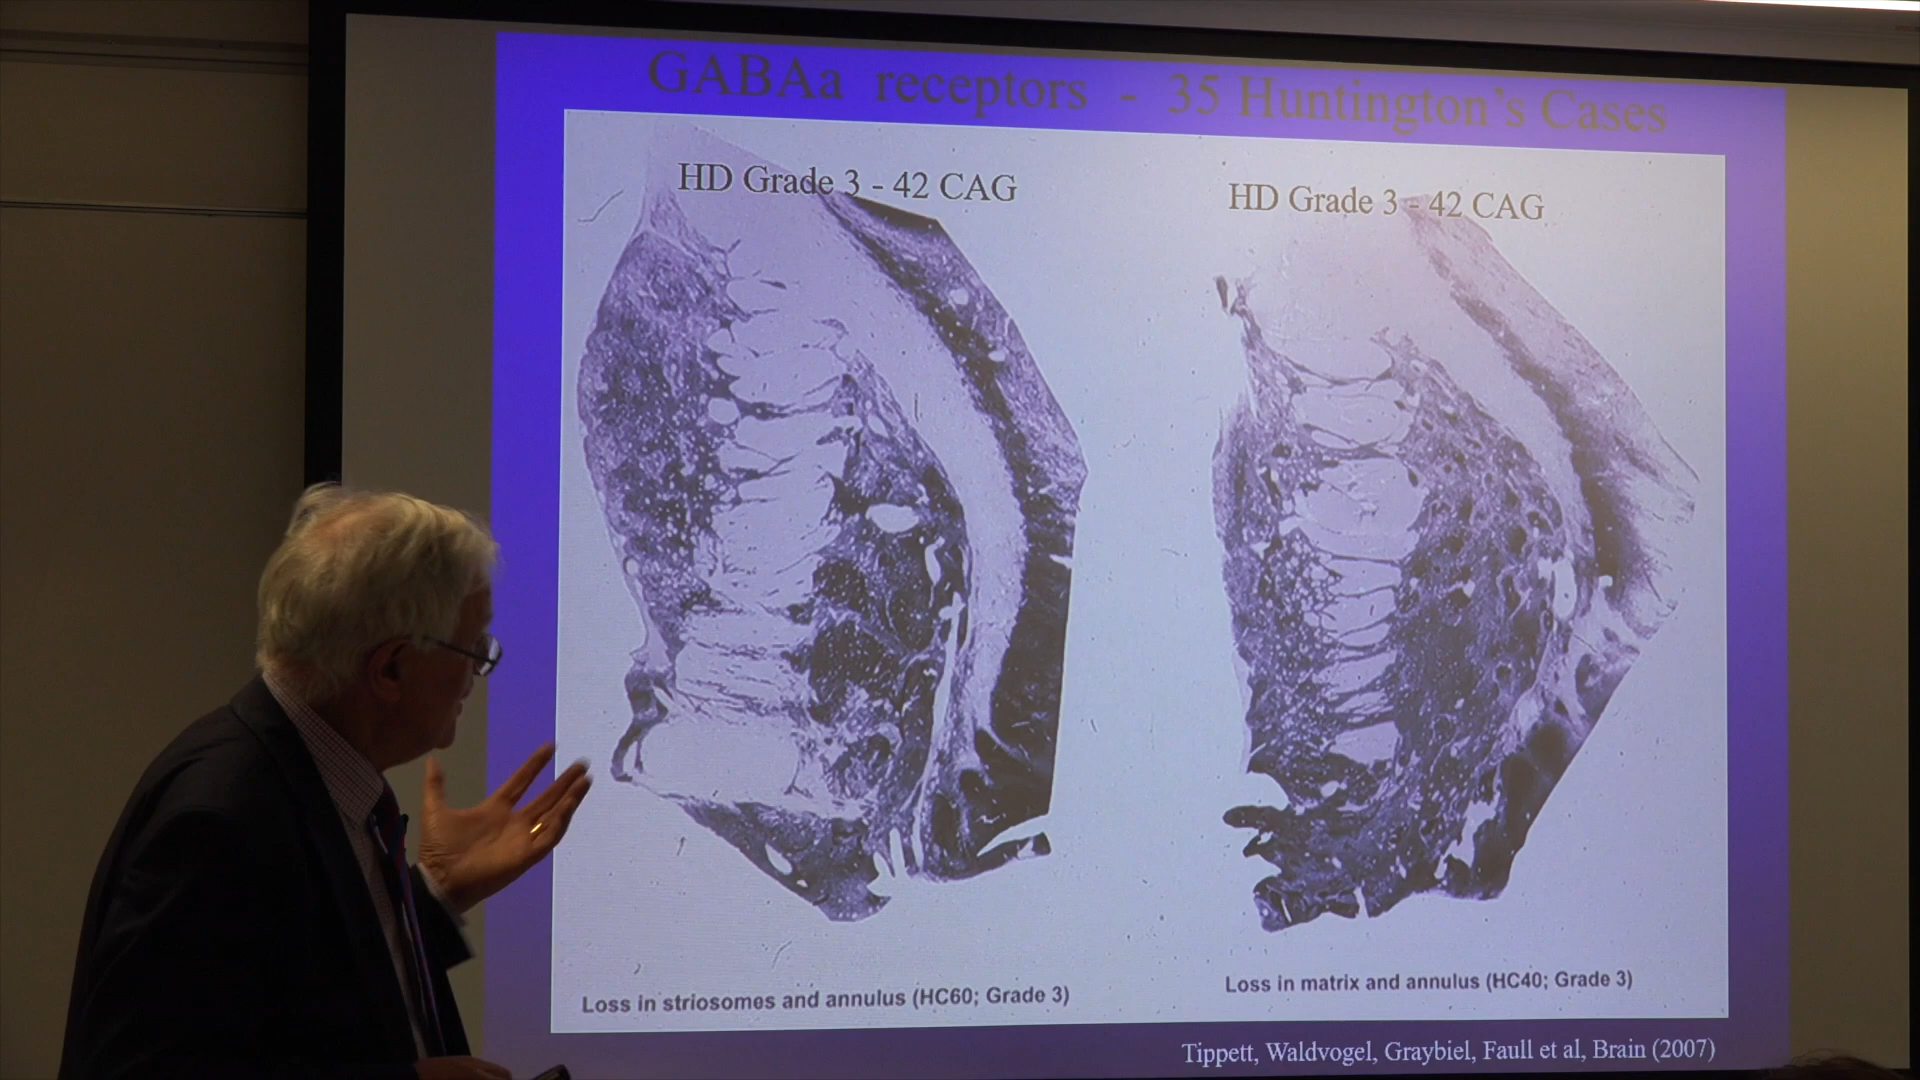 GABAa receptors - 35 Huntington's Cases
HD Grade 3 - 42 CAG
HD Grade 3 - 42 CAG
Loss in striosomes and annulus (HC60; Grade 3)
Loss in matrix and annulus (HC40; Grade 3)
Tippett, Waldvogel, Graybiel, Faull et al, Brain (2007)